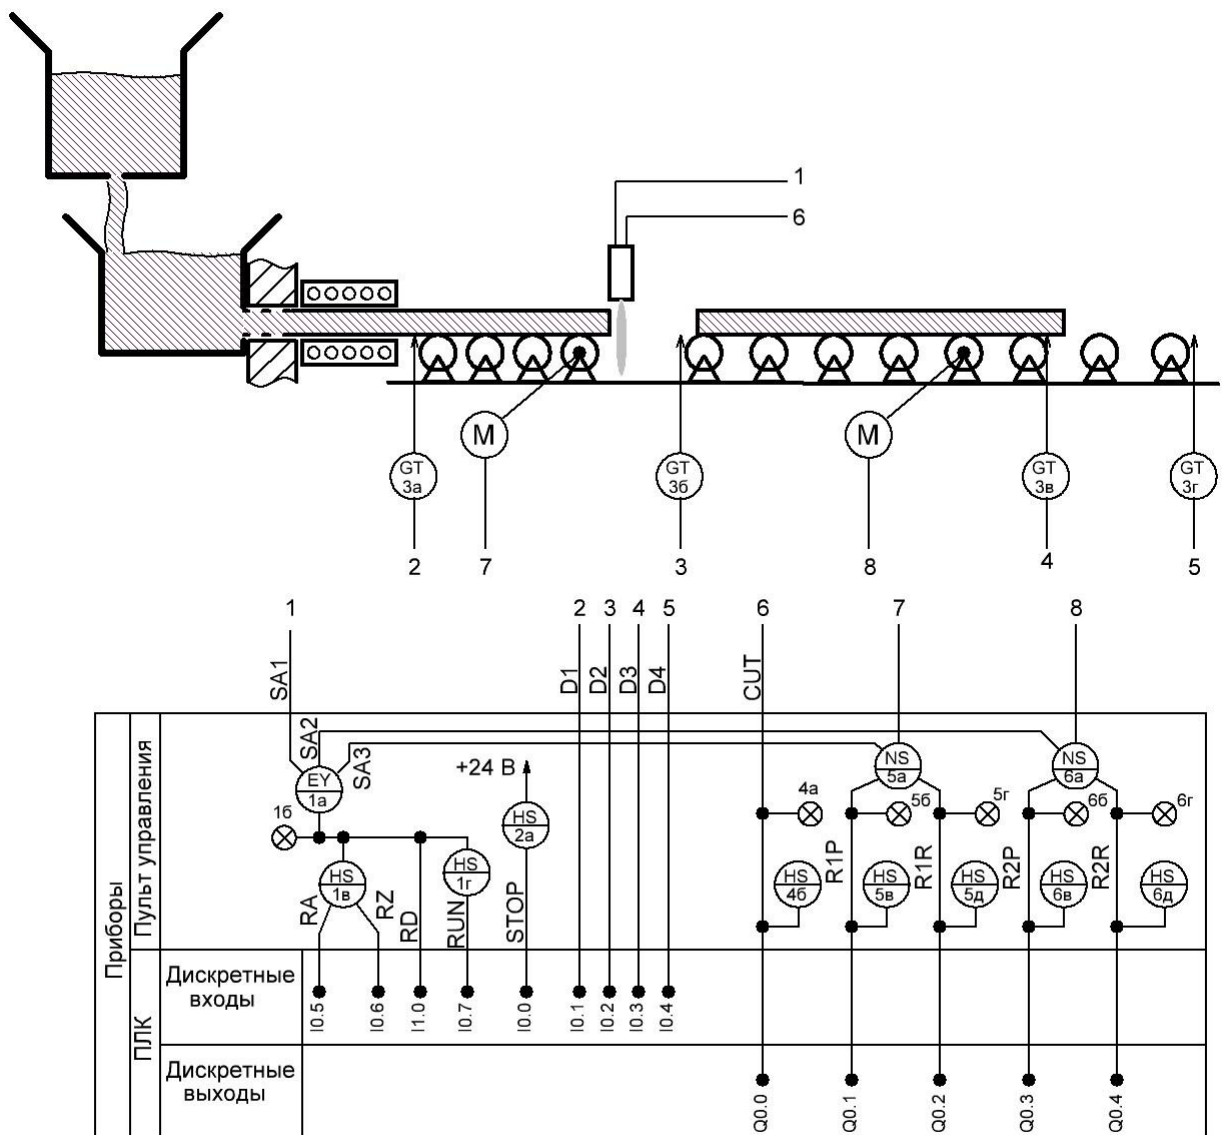 1
6
M
M
GT
3а
GT
3б
GT
3в
GT
3г
2
7
3
8
4
5
1
2
3
4
5
6
7
8
SA1
D1
D2
D3
D4
CUT
Приборы
Пульт управления
SA2
SA3
EY
1а
1б
+24 В
HS
2а
NS
5а
NS
6а
4а
5б
5г
6б
6г
HS
1в
HS
1г
HS
4б
R1P
HS
5в
R1R
HS
5д
R2P
HS
6в
R2R
HS
6д
RA
RZ
RD
RUN
STOP
ПЛК
Дискретные
входы
I0.5
I0.6
I1.0
I0.7
I0.0
I0.1
I0.2
I0.3
I0.4
Дискретные
выходы
Q0.0
Q0.1
Q0.2
Q0.3
Q0.4